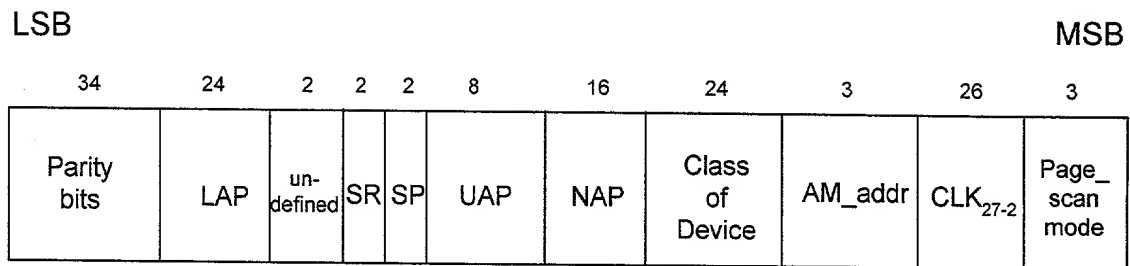 LSB
MSB
34 24 2 2 2 8 16 24 3 26 3
Parity
bits
LAP
un-
defined
SR
SP
UAP
NAP
Class
of
Device
AM_addr
CLK27-2
Page_
scan
mode